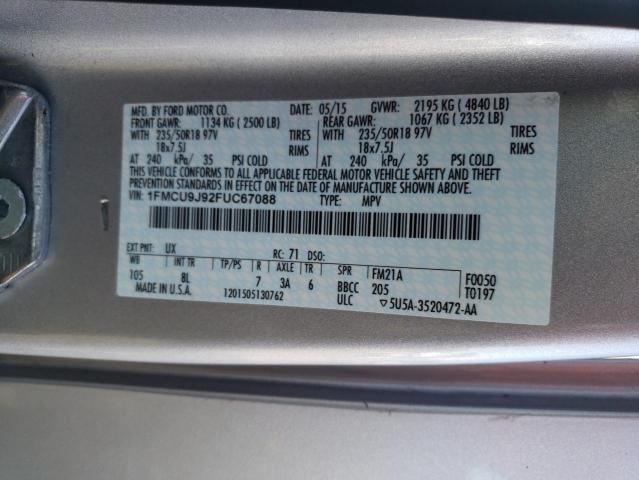 MFD. BY FORD MOTOR CO. DATE: 05/15 GVWR: 2195 KG ( 4840 LB)
FRONT GAWR: 1134 KG ( 2500 LB) REAR GAWR: 1067 KG ( 2352 LB)
WITH 235/50R18 97V TIRES WITH 235/50R18 97V TIRES
18x7.5J RIMS 18x7.5J RIMS
AT 240 kPa/ 35 PSI COLD AT 240 kPa/ 35 PSI COLD
THIS VEHICLE CONFORMS TO ALL APPLICABLE FEDERAL MOTOR VEHICLE SAFETY AND THEFT
PREVENTION STANDARDS IN EFFECT ON THE DATE OF MANUFACTURE SHOWN ABOVE.
VIN: 1FMCU9J92FUC67088 TYPE: MPV
EXT PNT: UX RC: 71 DSO:
WB TP/PS R AXLE TR SPR FM21A F0050
105 8L 7 3A 6 BBCC 205 T0197
MADE IN U.S.A. 1201505130762 ULC ▽5U5A-3520472-AA